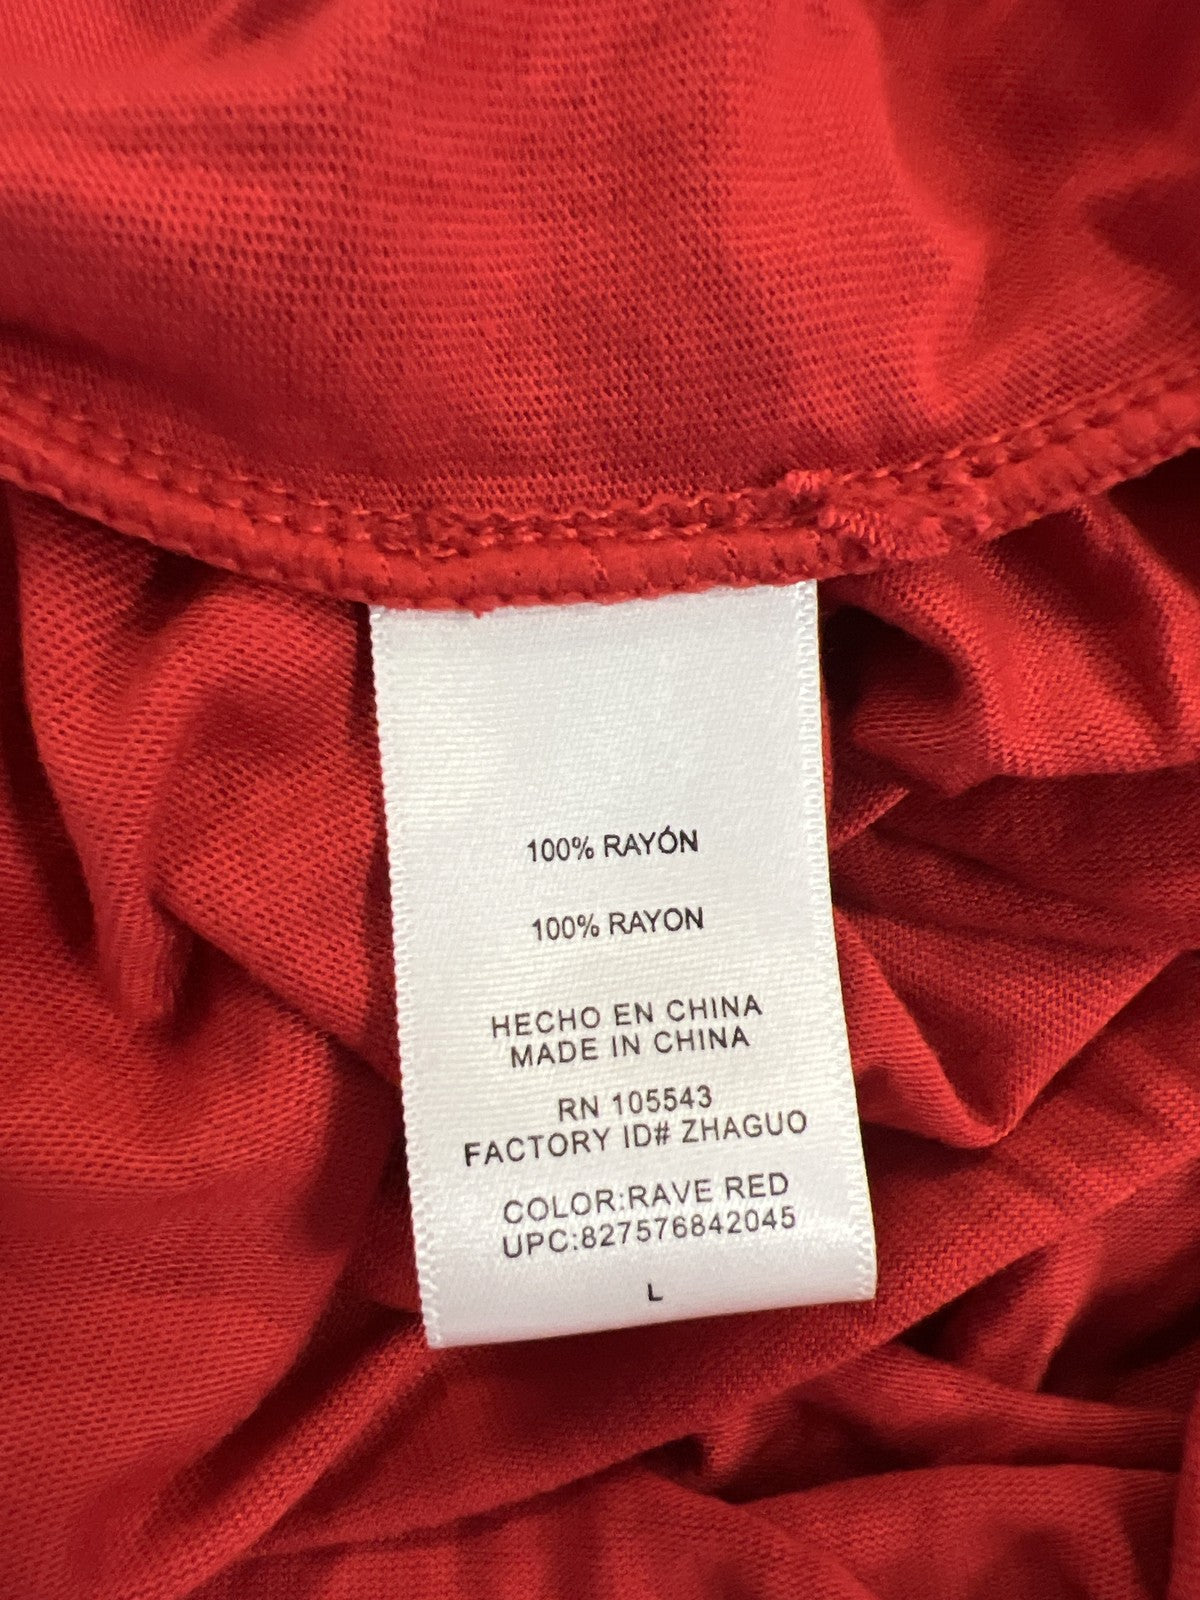 100% RAYÓN
100% RAYON
HECHO EN CHINA
MADE IN CHINA
RN 105543
FACTORY ID# ZHAGUO
COLOR:RAVE RED
UPC:827576842045
L